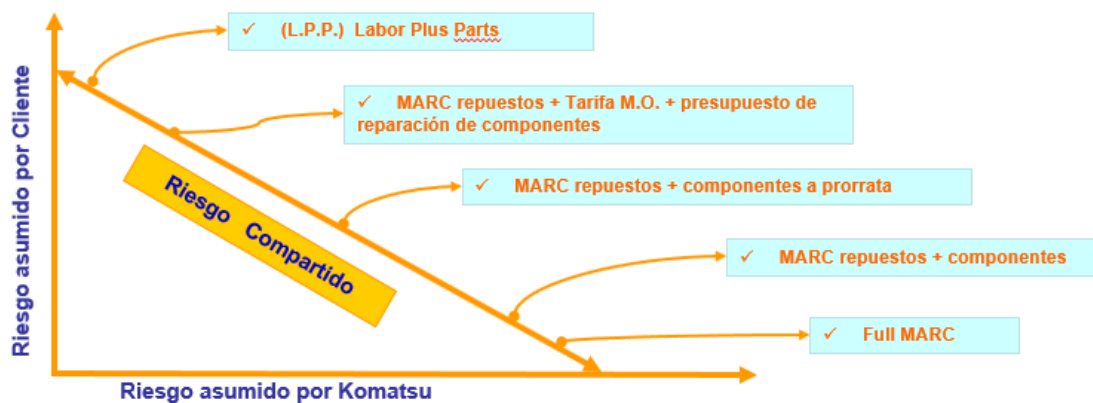 ✓ (L.P.P.) Labor Plus Parts
Riesgo asumido por Cliente
✓ MARC repuestos + Tarifa M.O. + presupuesto de
reparación de componentes
Riesgo Compartido
✓ MARC repuestos + componentes a prorrata
✓ MARC repuestos + componentes
✓ Full MARC
Riesgo asumido por Komatsu